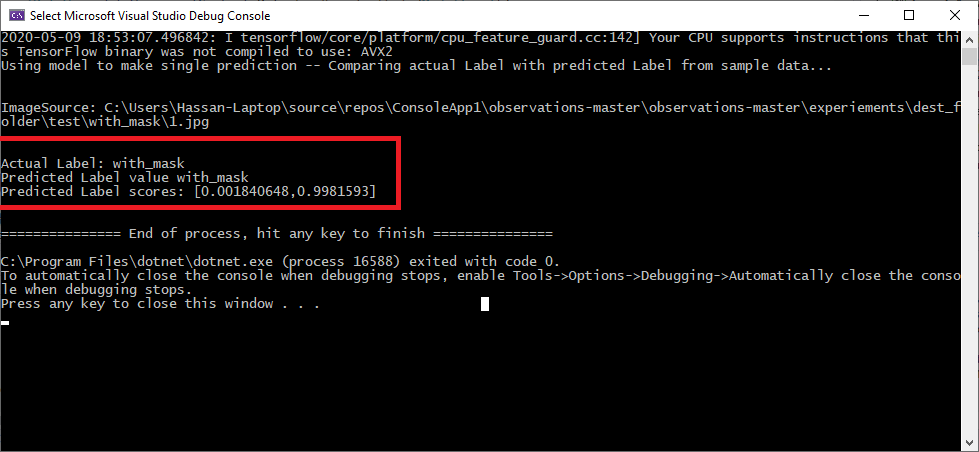 Select Microsoft Visual Studio Debug Console
2020-05-09 18:53:07.496842: I tensorflow/core/platform/cpu_feature_guard.cc:142] Your CPU supports instructions that thi
s TensorFlow binary was not compiled to use: AVX2
Using model to make single prediction -- Comparing actual Label with predicted Label from sample data...
ImageSource: C:\Users\Hassan-Laptop\source\repos\ConsoleApp1\observations-master\observations-master\experiements\dest_f
older\test\with_mask\1.jpg
Actual Label: with_mask
Predicted Label value with_mask
Predicted Label scores: [0.001840648,0.9981593]
=============== End of process, hit any key to finish ===============
C:\Program Files\dotnet\dotnet.exe (process 16588) exited with code 0.
To automatically close the console when debugging stops, enable Tools->Options->Debugging->Automatically close the conso
le when debugging stops.
Press any key to close this window . . .